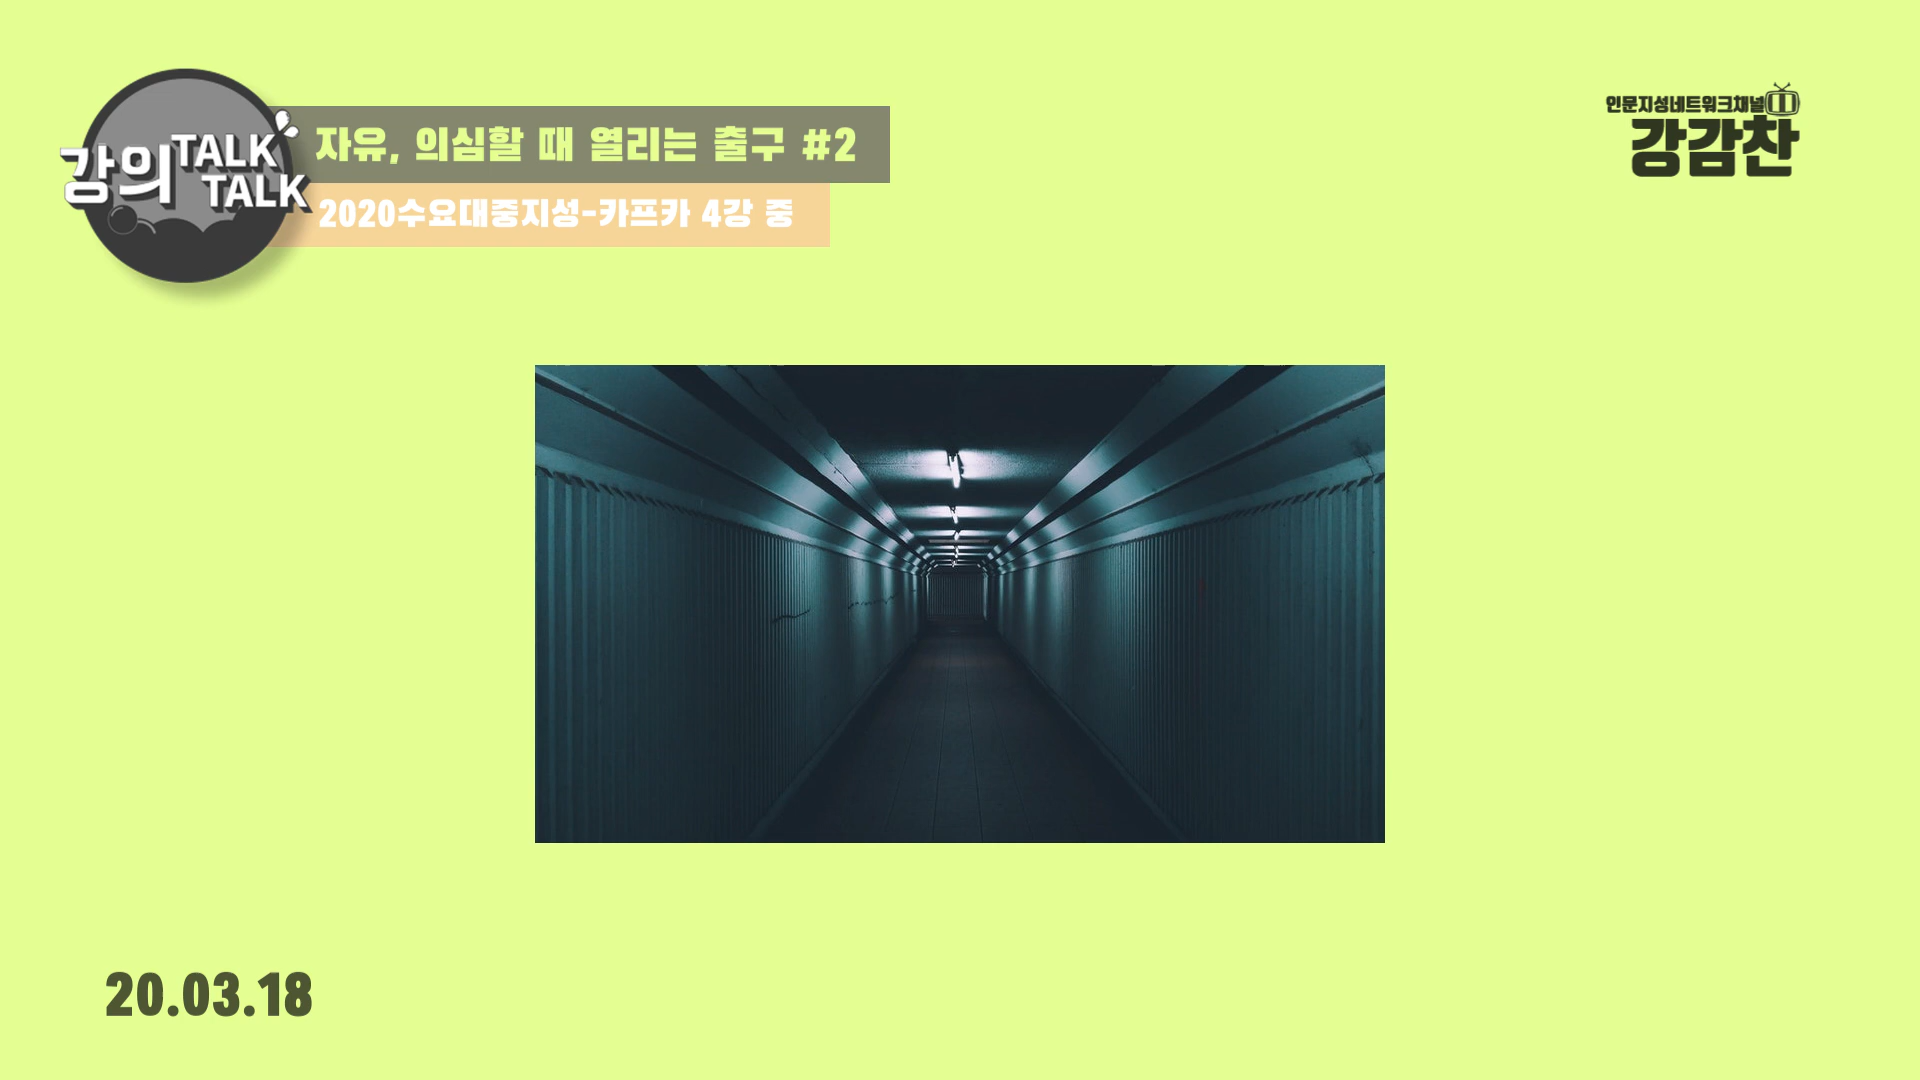 강의 TALK
TALK
자유, 의심할 때 열리는 출구 #2
2020수요대중지성-카프카 4강 중
인문지성네트워크채널
강감찬
20.03.18